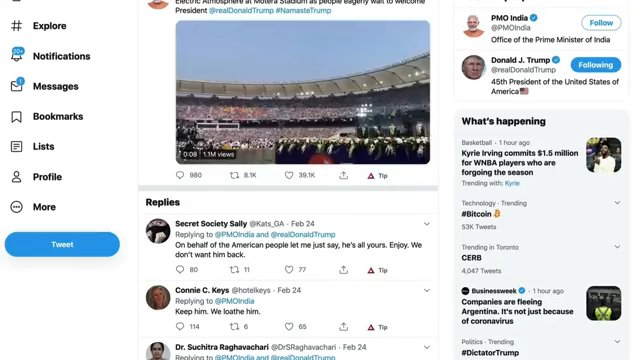 Electric Atmosphere at Motera Stadium as people eagerly wait to welcome
President @realDonaldTrump #NamasteTrump
0:08 1.1M views
980 8.1K 39.1K Tip
Explore
20+
Notifications
1
Messages
Bookmarks
Lists
Profile
More
Tweet
Replies
Secret Society Sally @Kats_GA · Feb 24
Replying to @PMOIndia and @realDonaldTrump
On behalf of the American people let me just say, he's all yours. Enjoy. We
don't want him back.
80 11 77 Tip
Connie C. Keys @hotelkeys · Feb 24
Replying to @PMOIndia
Keep him. We loathe him.
114 6 65 Tip
Dr. Suchitra Raghavachari @DrSRaghavachari · Feb 24
Replying to @PMOIndia and @realDonaldTrump
PMO India
@PMOIndia
Follow
Office of the Prime Minister of India
Donald J. Trump
@realDonaldTrump
Following
45th President of the United States of
America
What's happening
Basketball · 1 hour ago
Kyrie Irving commits $1.5 million
for WNBA players who are
forgoing the season
Trending with: Kyrie
Technology · Trending
#Bitcoin
53K Tweets
Trending in Toronto
CERB
4,047 Tweets
Businessweek · 1 hour ago
Companies are fleeing
Argentina. It's not just because
of coronavirus
Politics · Trending
#DictatorTrump